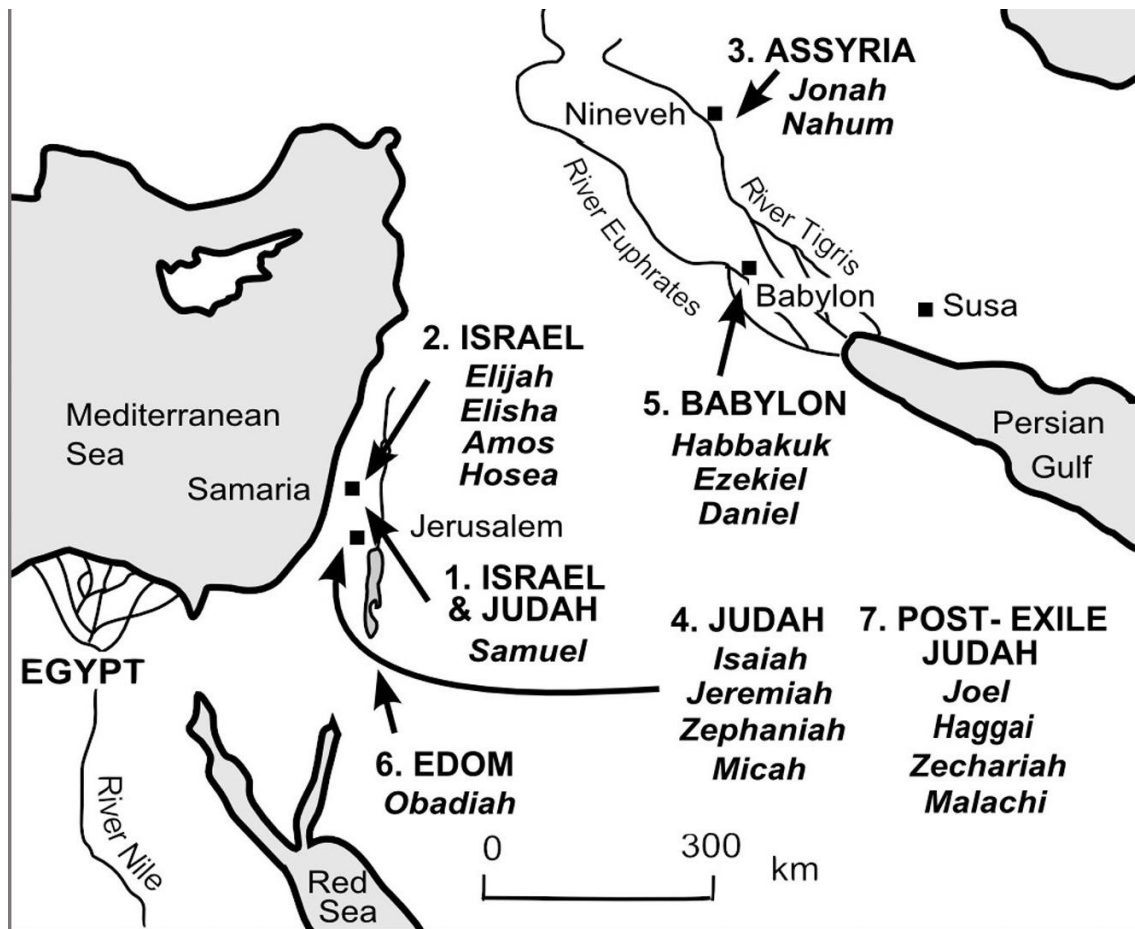 3. ASSYRIA
Jonah
Nahum
Nineveh
River Tigris
River Euphrates
Babylon
Susa
2. ISRAEL
Elijah
Elisha
Amos
Hosea
5. BABYLON
Habbakuk
Ezekiel
Daniel
Persian
Gulf
Mediterranean
Sea
Samaria
Jerusalem
1. ISRAEL
& JUDAH
Samuel
4. JUDAH
Isaiah
Jeremiah
Zephaniah
Micah
7. POST- EXILE
JUDAH
Joel
Haggai
Zechariah
Malachi
EGYPT
River Nile
6. EDOM
Obadiah
Red
Sea
0 300 km